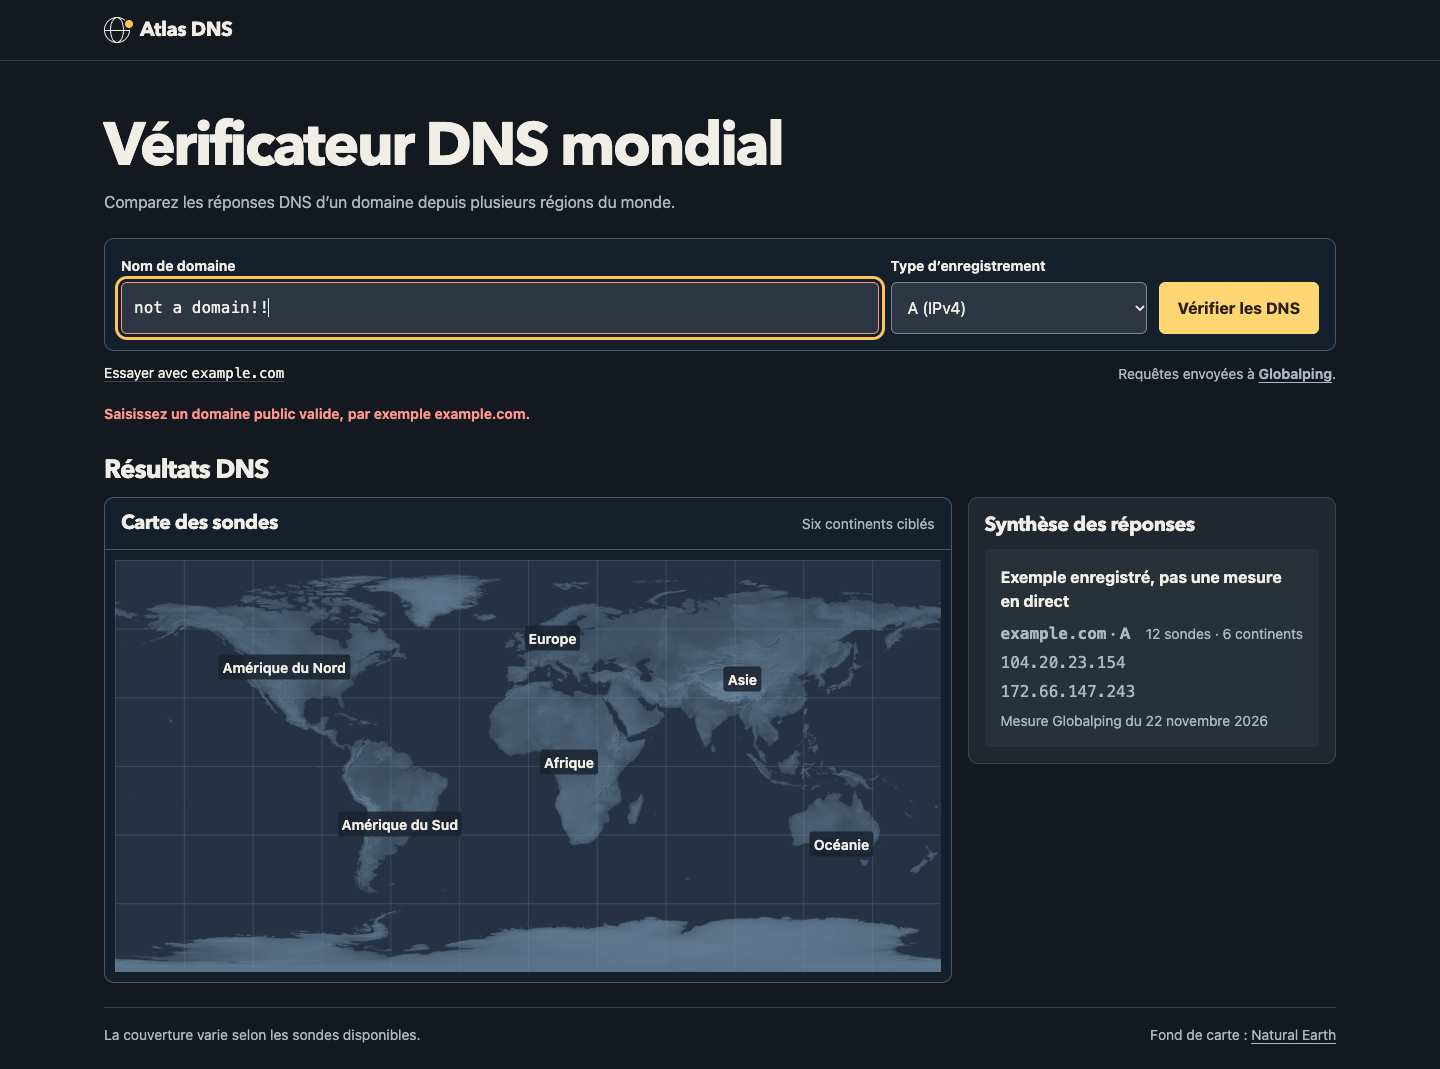 Atlas DNS
Vérificateur DNS mondial
Comparez les réponses DNS d’un domaine depuis plusieurs régions du monde.
Nom de domaine
Type d’enregistrement
not a domain!!
A (IPv4)
Vérifier les DNS
Essayer avec example.com
Requêtes envoyées à Globalping.
Saisissez un domaine public valide, par exemple example.com.
Résultats DNS
Carte des sondes
Six continents ciblés
Europe
Amérique du Nord
Asie
Afrique
Amérique du Sud
Océanie
Synthèse des réponses
Exemple enregistré, pas une mesure
en direct
example.com · A 12 sondes · 6 continents
104.20.23.154
172.66.147.243
Mesure Globalping du 22 novembre 2026
La couverture varie selon les sondes disponibles.
Fond de carte : Natural Earth